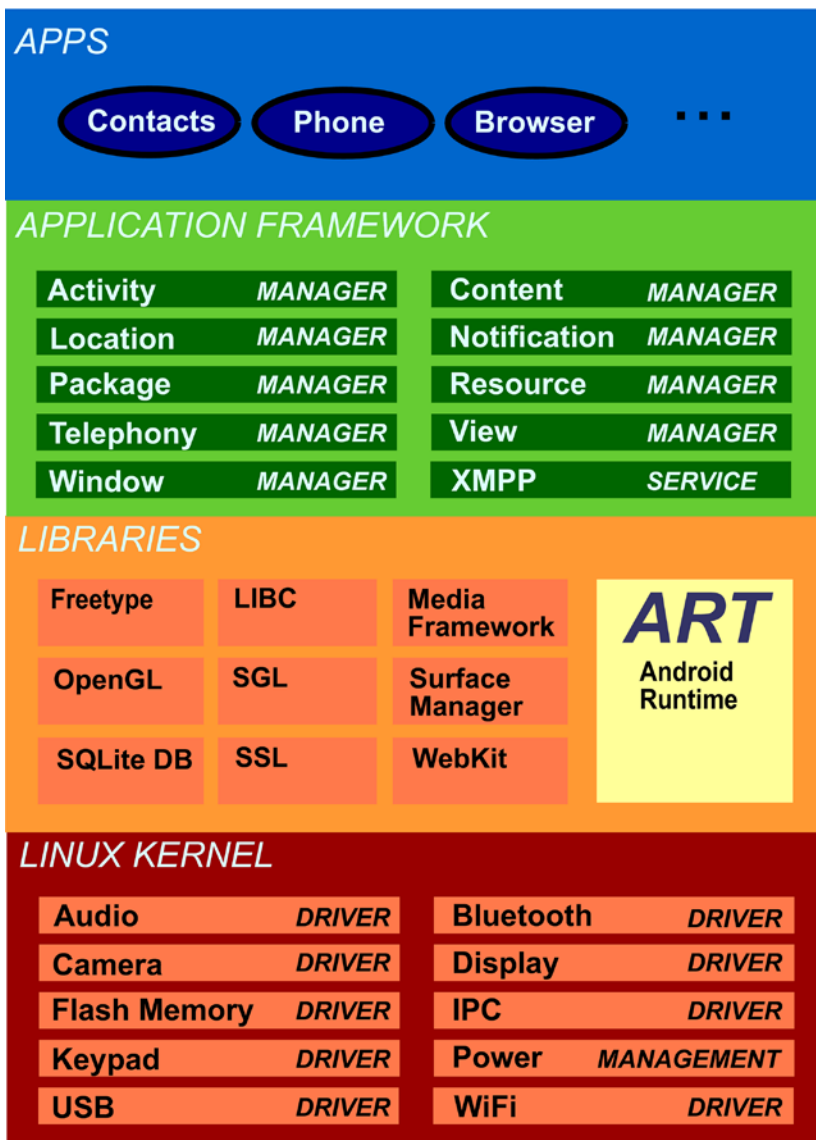 APPS
Contacts Phone Browser ...
APPLICATION FRAMEWORK
Activity MANAGER Content MANAGER
Location MANAGER Notification MANAGER
Package MANAGER Resource MANAGER
Telephony MANAGER View MANAGER
Window MANAGER XMPP SERVICE
LIBRARIES
Freetype
LIBC
Media
Framework
OpenGL
SGL
Surface
Manager
SQLite DB
SSL
WebKit
ART
Android
Runtime
LINUX KERNEL
Audio DRIVER Bluetooth DRIVER
Camera DRIVER Display DRIVER
Flash Memory DRIVER IPC DRIVER
Keypad DRIVER Power MANAGEMENT
USB DRIVER WiFi DRIVER